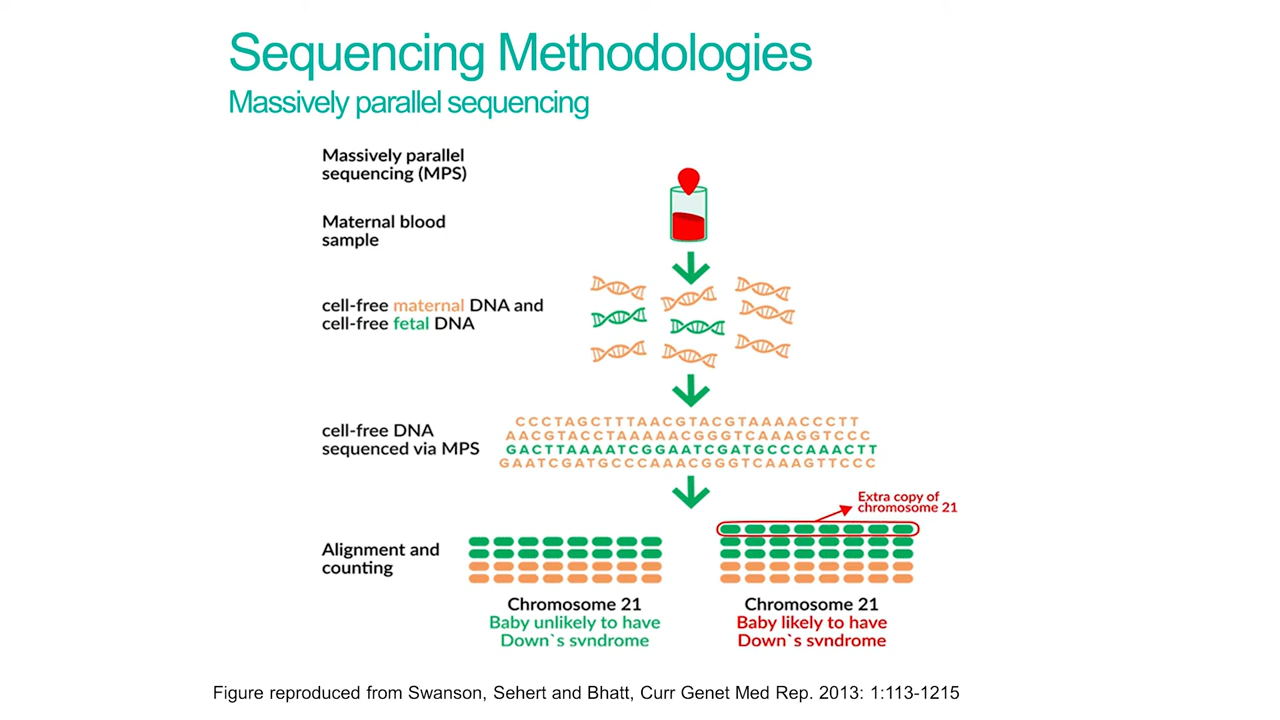 Sequencing Methodologies
Massively parallel sequencing
Massively parallel
sequencing (MPS)
Maternal blood
sample
cell-free maternal DNA and
cell-free fetal DNA
cell-free DNA
sequenced via MPS
CCCTAGCTTTAACGTACGTAAAACCCTT
AACGTACCTAAAAACGGGTCAAAGGTCCC
GACTTAAAATCGGAATCGATGCCCAAACTT
GAATCGATGCCCAAACGGGTCAAAGTTCCC
Extra copy of
chromosome 21
Alignment and
counting
Chromosome 21
Baby unlikely to have
Down`s syndrome
Chromosome 21
Baby likely to have
Down`s syndrome
Figure reproduced from Swanson, Sehert and Bhatt, Curr Genet Med Rep. 2013: 1:113-1215